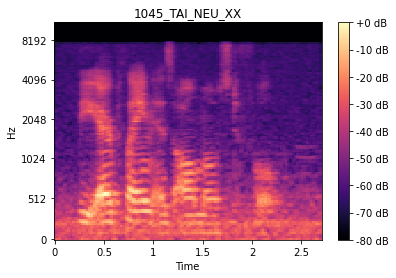 1045_TAI_NEU_XX
+0 dB
8192
-10 dB
4096
-20 dB
-30 dB
2048
-40 dB
Hz
1024
-50 dB
512
-60 dB
-70 dB
0
-80 dB
0 0.5 1 1.5 2 2.5
Time